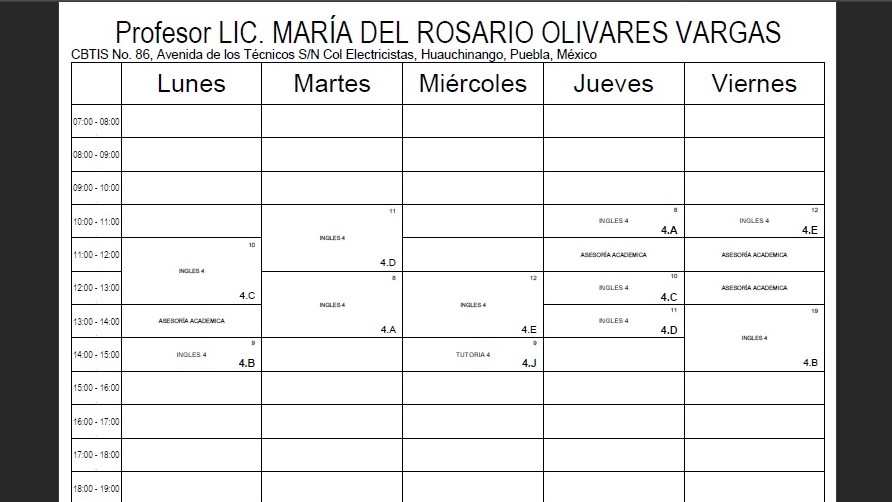 Profesor LIC. MARÍA DEL ROSARIO OLIVARES VARGAS
CBTIS No. 86, Avenida de los Técnicos S/N Col Electricistas, Huauchinango, Puebla, México
Lunes Martes Miércoles Jueves Viernes
07:00 - 08:00
08:00 - 09:00
09:00 - 10:00
11 8 12
10:00 - 11:00 INGLES 4 INGLES 4
4.A 4.E
INGLES 4
10
11:00 - 12:00 ASESORÍA ACADEMICA ASESORÍA ACADEMICA
4.D
INGLES 4
8 12 10
12:00 - 13:00 INGLES 4 ASESORÍA ACADEMICA
4.C 4.C
INGLES 4 INGLES 4
11 19
13:00 - 14:00 ASESORÍA ACADEMICA INGLES 4
4.A 4.E 4.D
INGLES 4
9 9
14:00 - 15:00 INGLES 4 TUTORIA 4
4.B 4.J 4.B
15:00 - 16:00
16:00 - 17:00
17:00 - 18:00
18:00 - 19:00